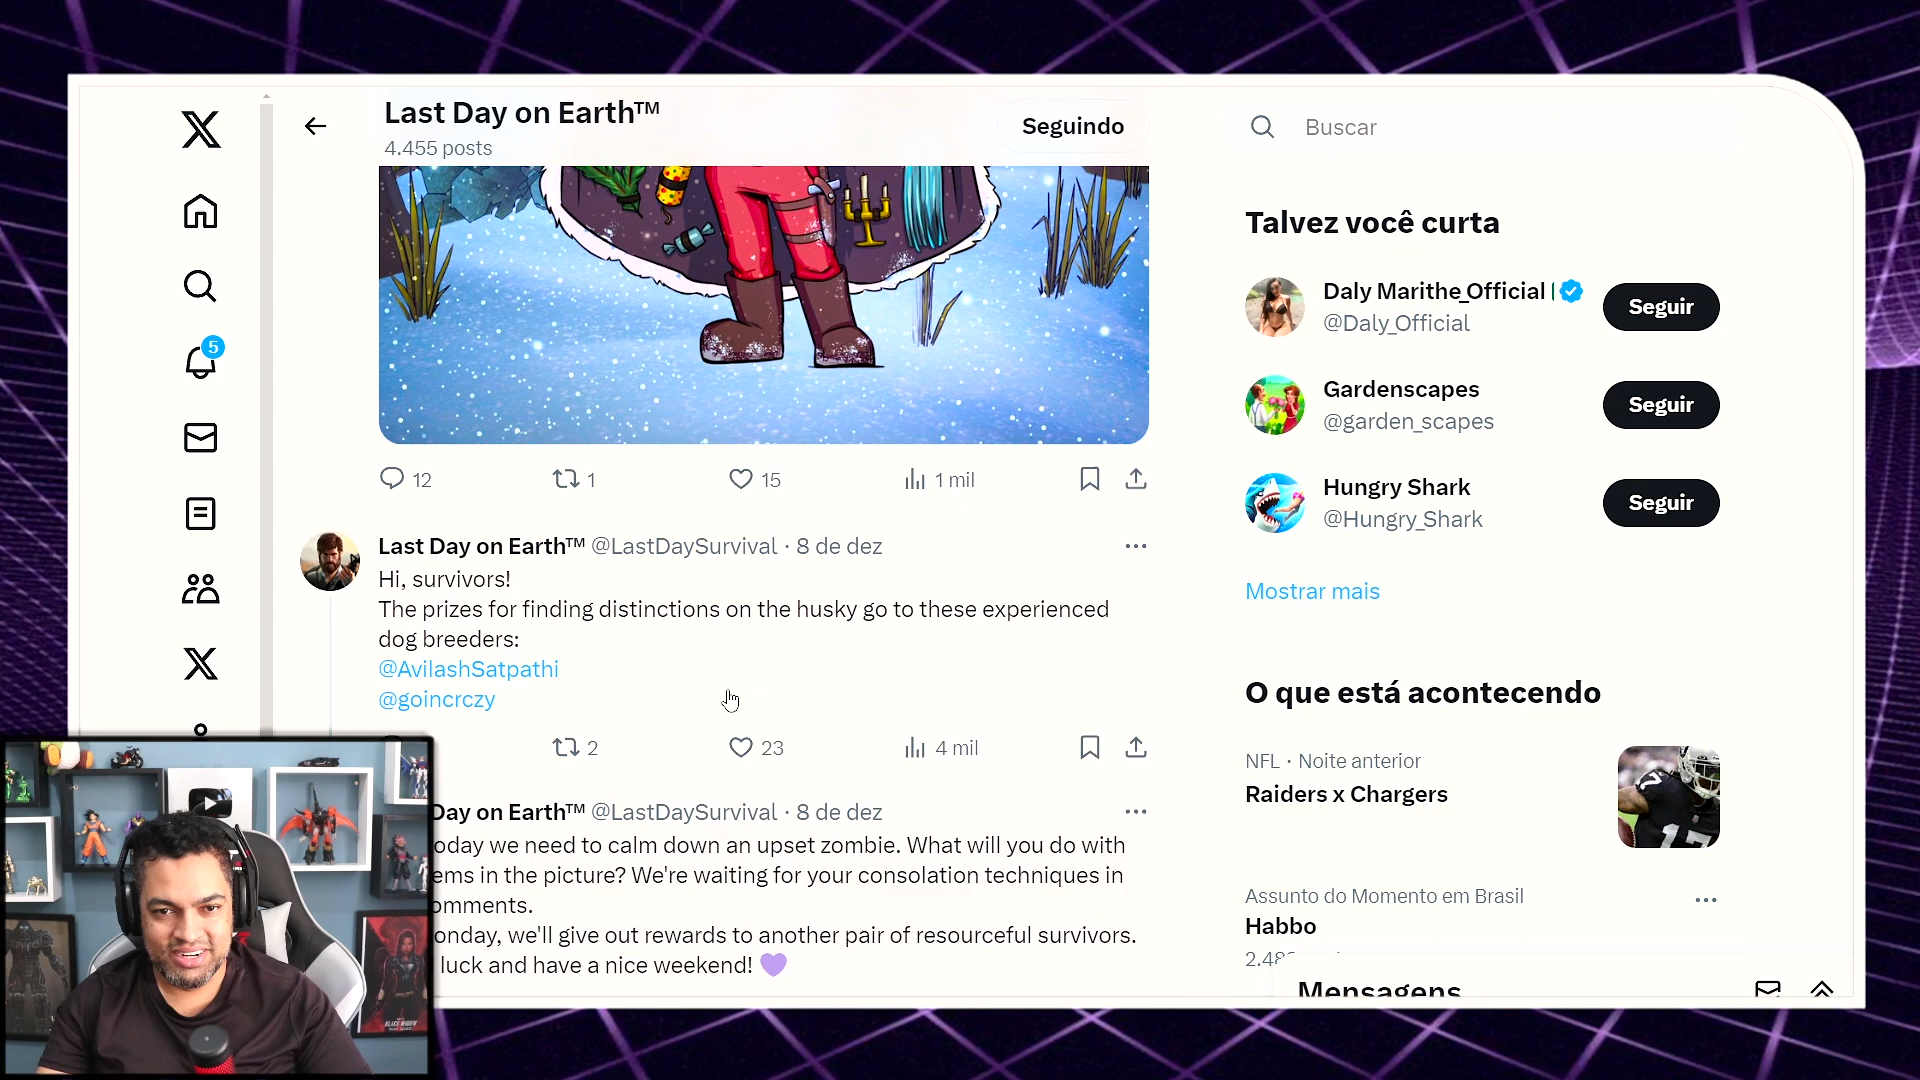 Last Day on Earth™
4.455 posts
Seguindo
Buscar
5
12
1
15
1 mil
Last Day on Earth™ @LastDaySurvival · 8 de dez
Hi, survivors!
The prizes for finding distinctions on the husky go to these experienced
dog breeders:
@AvilashSatpathi
@goincrczy
2
23
4 mil
Day on Earth™ @LastDaySurvival · 8 de dez
oday we need to calm down an upset zombie. What will you do with
ems in the picture? We're waiting for your consolation techniques in
omments.
onday, we'll give out rewards to another pair of resourceful survivors.
luck and have a nice weekend!
Talvez você curta
Daly Marithe_Official
@Daly_Official
Seguir
Gardenscapes
@garden_scapes
Seguir
Hungry Shark
@Hungry_Shark
Seguir
Mostrar mais
O que está acontecendo
NFL · Noite anterior
Raiders x Chargers
Assunto do Momento em Brasil
Habbo
Mensagens
BLACK WIDOW